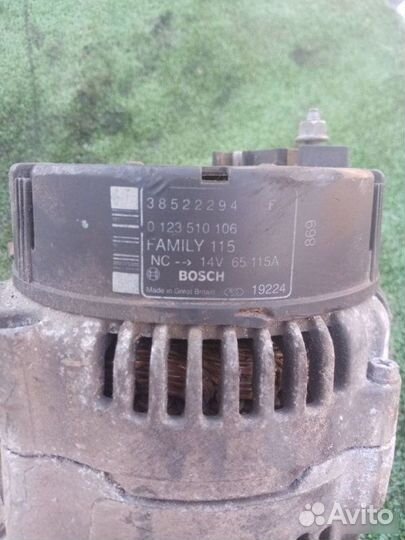 38522294 F
0 123 510 106
FAMILY 115
NC --> 14V 65-115A
BOSCH
Made in Great Britain 19224
869
Avito